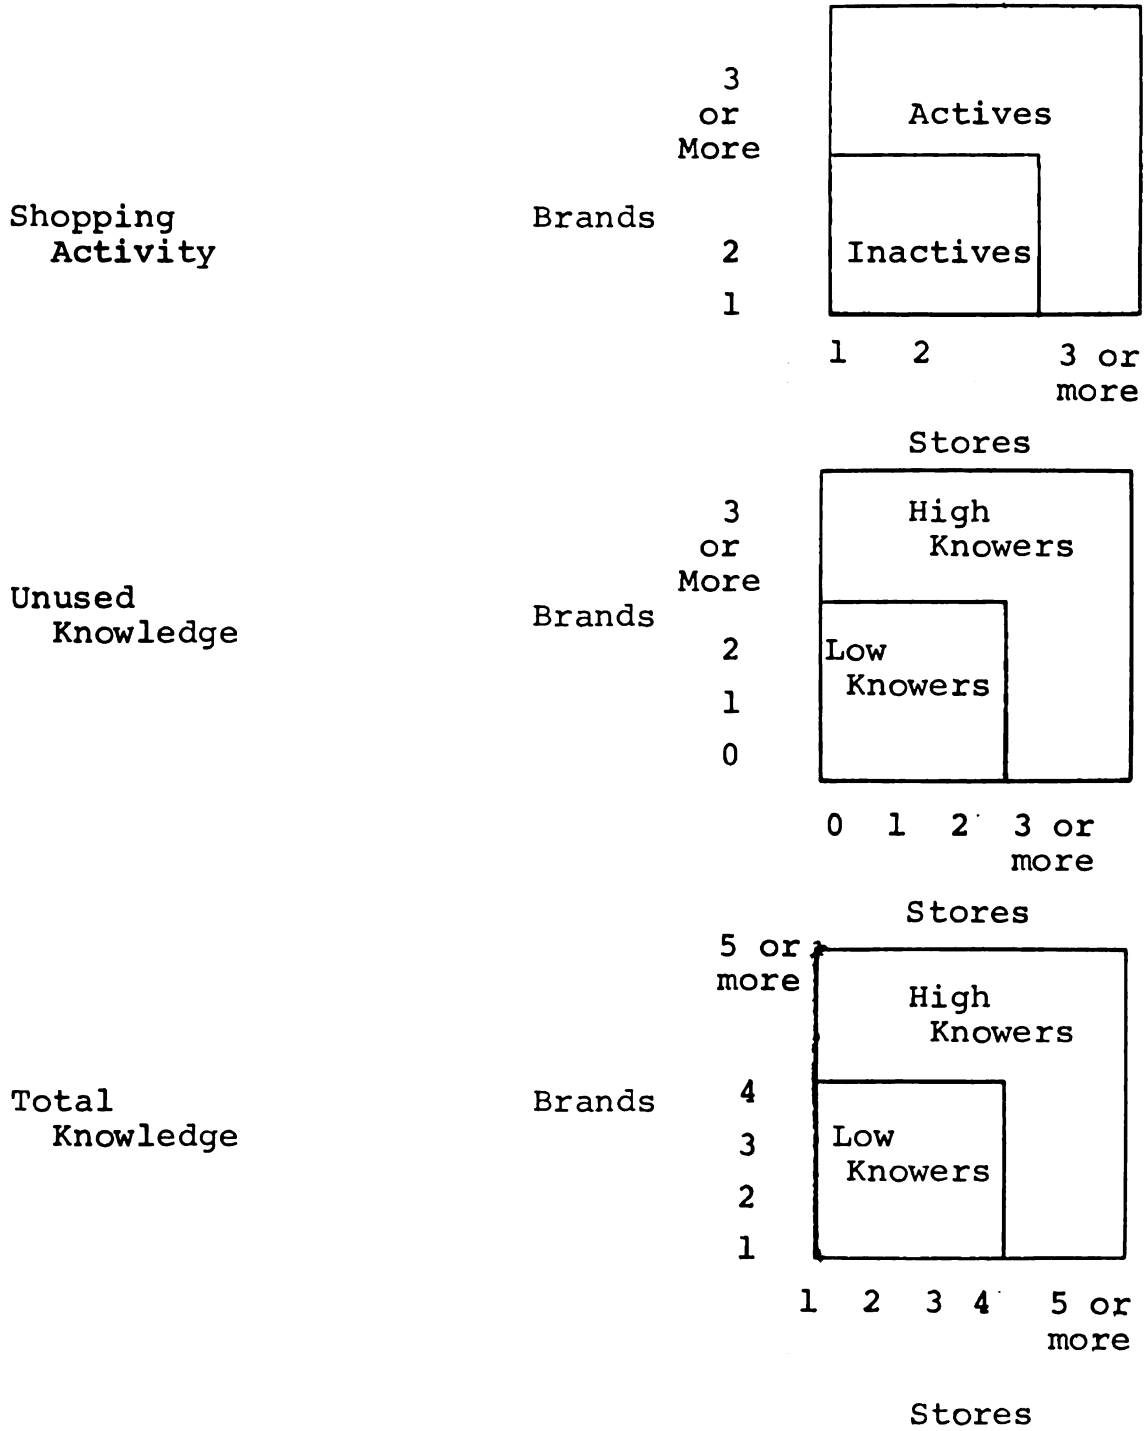 3
or
More
Actives
Shopping
Activity
Brands
2
Inactives
1
1 2 3 or
more
Stores
3
or
More
High
Knowers
Unused
Knowledge
Brands
2
1
0
Low
Knowers
0 1 2 3 or
more
Stores
5 or
more
High
Knowers
Total
Knowledge
Brands
4
3
2
1
Low
Knowers
1 2 3 4 5 or
more
Stores